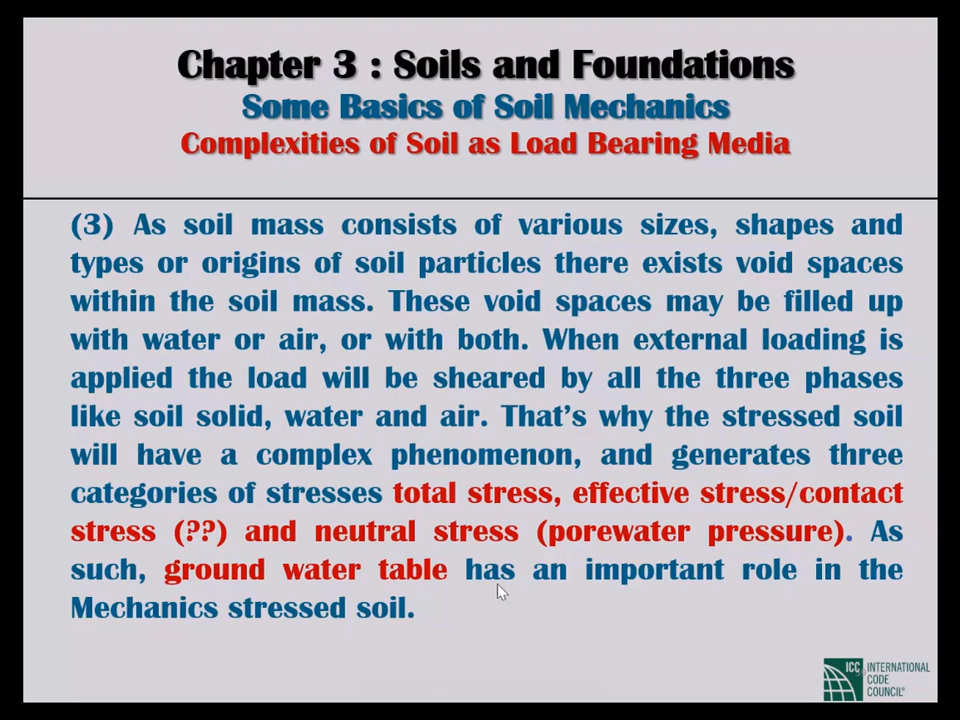 Chapter 3 : Soils and Foundations
Some Basics of Soil Mechanics
Complexities of Soil as Load Bearing Media
(3) As soil mass consists of various sizes, shapes and
types or origins of soil particles there exists void spaces
within the soil mass. These void spaces may be filled up
with water or air, or with both. When external loading is
applied the load will be sheared by all the three phases
like soil solid, water and air. That's why the stressed soil
will have a complex phenomenon, and generates three
categories of stresses total stress, effective stress/contact
stress (??) and neutral stress (porewater pressure). As
such, ground water table has an important role in the
Mechanics stressed soil.
ICC INTERNATIONAL
CODE
COUNCIL®